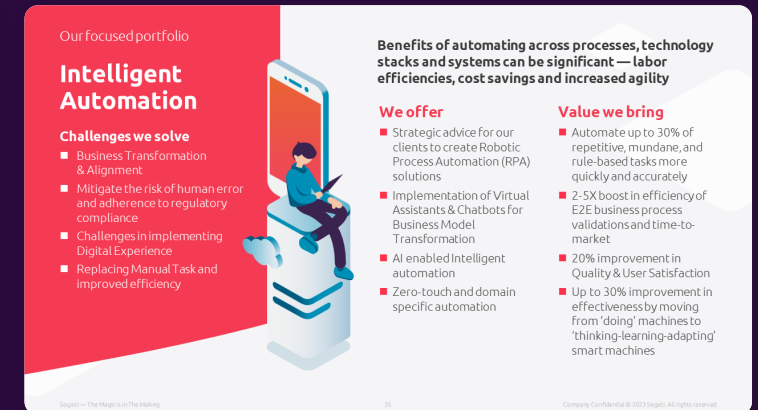 Our focused portfolio
Intelligent
Automation
Challenges we solve
Business Transformation
& Alignment
Mitigate the risk of human error
and adherence to regulatory
compliance
Challenges in implementing
Digital Experience
Replacing Manual Task and
improved efficiency
Benefits of automating across processes, technology
stacks and systems can be significant — labor
efficiencies, cost savings and increased agility
We offer
Strategic advice for our
clients to create Robotic
Process Automation (RPA)
solutions
Implementation of Virtual
Assistants & Chatbots for
Business Model
Transformation
AI enabled Intelligent
automation
Zero-touch and domain
specific automation
Value we bring
Automate up to 30% of
repetitive, mundane, and
rule-based tasks more
quickly and accurately
2-5X boost in efficiency of
E2E business process
validations and time-to-
market
20% improvement in
Quality & User Satisfaction
Up to 30% improvement in
effectiveness by moving
from ‘doing’ machines to
‘thinking-learning-adapting’
smart machines
Sogeti — The Magic is in The Making
36
Company Confidential © 2023 Sogeti. All rights reserved